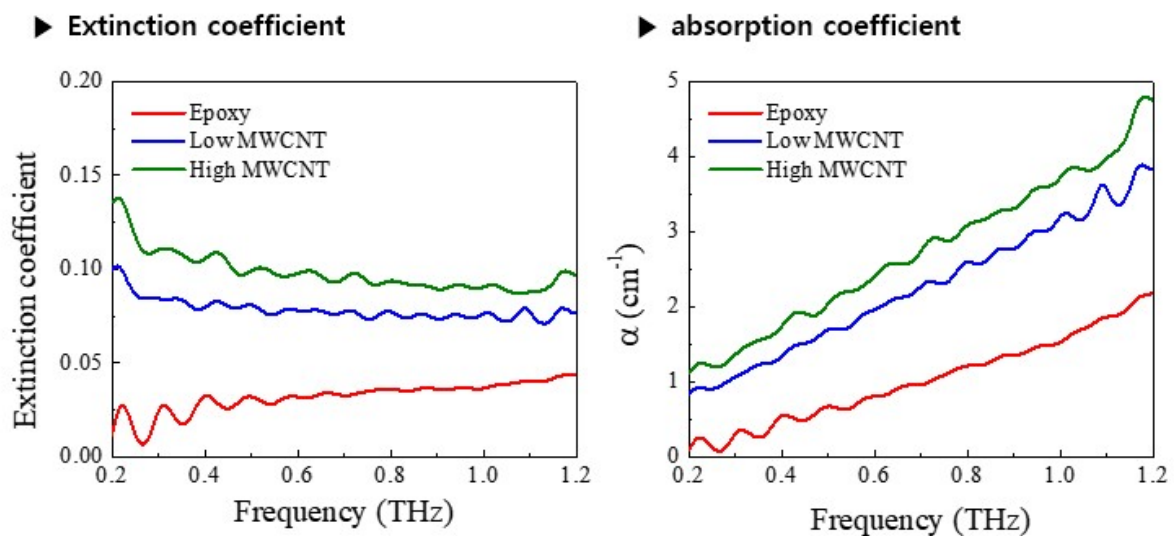 ▶ Extinction coefficient
0.20
0.15
0.10
0.05
0.00
Extinction coefficient
Epoxy
Low MWCNT
High MWCNT
0.2 0.4 0.6 0.8 1.0 1.2
Frequency (THz)
▶ absorption coefficient
5
4
3
2
1
0
α (cm⁻¹)
Epoxy
Low MWCNT
High MWCNT
0.2 0.4 0.6 0.8 1.0 1.2
Frequency (THz)